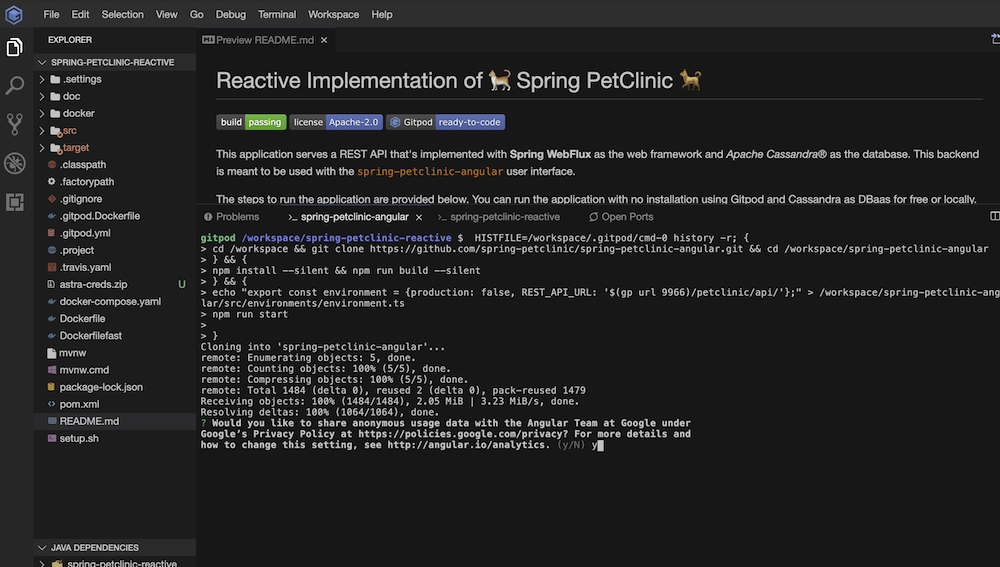 File Edit Selection View Go Debug Terminal Workspace Help
EXPLORER
Preview README.md ×
SPRING-PETCLINIC-REACTIVE
.settings
doc
docker
src
target
.classpath
.factorypath
.gitignore
.gitpod.Dockerfile
.gitpod.yml
.project
.travis.yaml
astra-creds.zip U
docker-compose.yaml
Dockerfile
Dockerfilefast
mvnw
mvnw.cmd
package-lock.json
pom.xml
README.md
setup.sh
JAVA DEPENDENCIES
spring-petclinic-reactive
Reactive Implementation of 🐈 Spring PetClinic 🐕
build passing license Apache-2.0 Gitpod ready-to-code
This application serves a REST API that's implemented with Spring WebFlux as the web framework and Apache Cassandra® as the database. This backend
is meant to be used with the spring-petclinic-angular user interface.
The steps to run the application are provided below. You can run the application with no installation using Gitpod and Cassandra as DBaas for free or locally.
Problems >_ spring-petclinic-angular × >_ spring-petclinic-reactive Open Ports
gitpod /workspace/spring-petclinic-reactive $ HISTFILE=/workspace/.gitpod/cmd-0 history -r; {
> cd /workspace && git clone https://github.com/spring-petclinic/spring-petclinic-angular.git && cd /workspace/spring-petclinic-angular
> } && {
> npm install --silent && npm run build --silent
> } && {
> echo "export const environment = {production: false, REST_API_URL: '$(gp url 9966)/petclinic/api/'};" > /workspace/spring-petclinic-ang
lar/src/environments/environment.ts
> npm run start
>
> }
Cloning into 'spring-petclinic-angular'...
remote: Enumerating objects: 5, done.
remote: Counting objects: 100% (5/5), done.
remote: Compressing objects: 100% (5/5), done.
remote: Total 1484 (delta 0), reused 2 (delta 0), pack-reused 1479
Receiving objects: 100% (1484/1484), 2.05 MiB | 3.23 MiB/s, done.
Resolving deltas: 100% (1064/1064), done.
? Would you like to share anonymous usage data with the Angular Team at Google under
Google's Privacy Policy at https://policies.google.com/privacy? For more details and
how to change this setting, see http://angular.io/analytics. (y/N) y